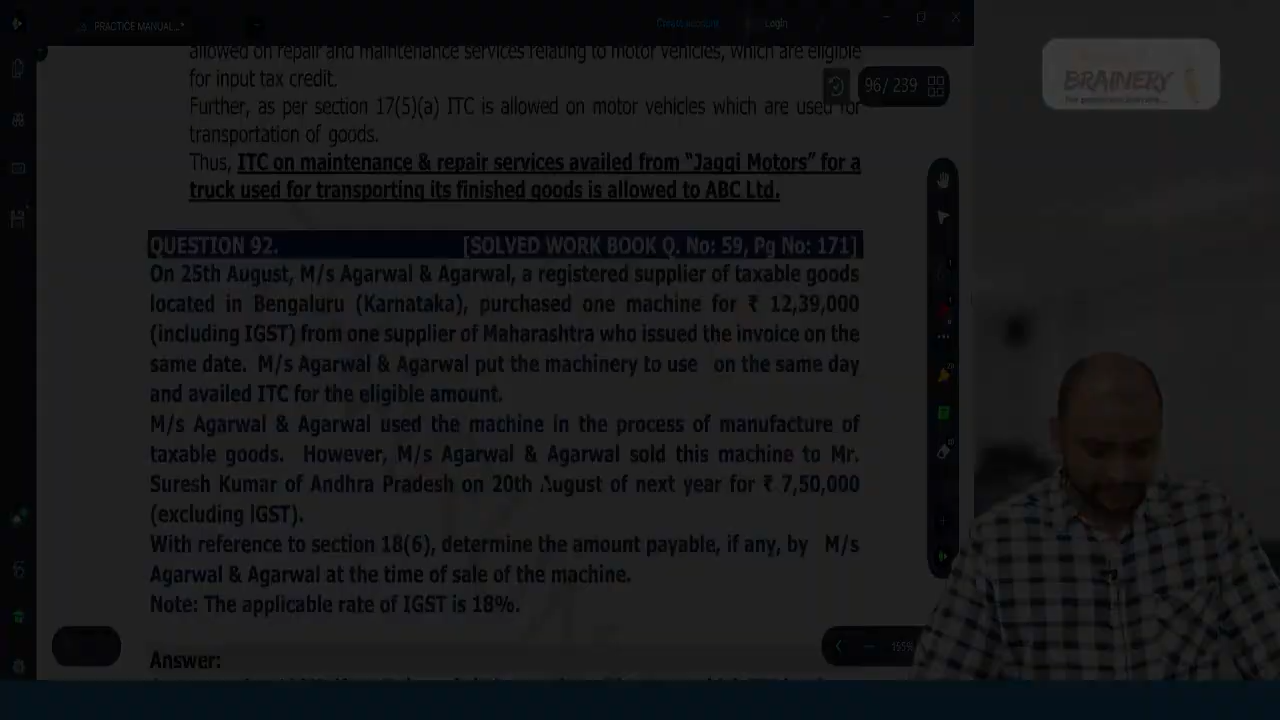 PRACTICE MANUAL...*
Login
allowed on repair and maintenance services relating to motor vehicles, which are eligible
for input tax credit.
96/ 239
BRAINERY
Further, as per section 17(5)(a) ITC is allowed on motor vehicles which are used for
transportation of goods.
Thus, ITC on maintenance & repair services availed from “Jaggi Motors” for a
truck used for transporting its finished goods is allowed to ABC Ltd.
QUESTION 92. [SOLVED WORK BOOK Q. No: 59, Pg No: 171]
On 25th August, M/s Agarwal & Agarwal, a registered supplier of taxable goods
located in Bengaluru (Karnataka), purchased one machine for ₹ 12,39,000
(including IGST) from one supplier of Maharashtra who issued the invoice on the
same date. M/s Agarwal & Agarwal put the machinery to use on the same day
and availed ITC for the eligible amount.
M/s Agarwal & Agarwal used the machine in the process of manufacture of
taxable goods. However, M/s Agarwal & Agarwal sold this machine to Mr.
Suresh Kumar of Andhra Pradesh on 20th August of next year for ₹ 7,50,000
(excluding IGST).
With reference to section 18(6), determine the amount payable, if any, by M/s
Agarwal & Agarwal at the time of sale of the machine.
Note: The applicable rate of IGST is 18%.
155%
Answer: